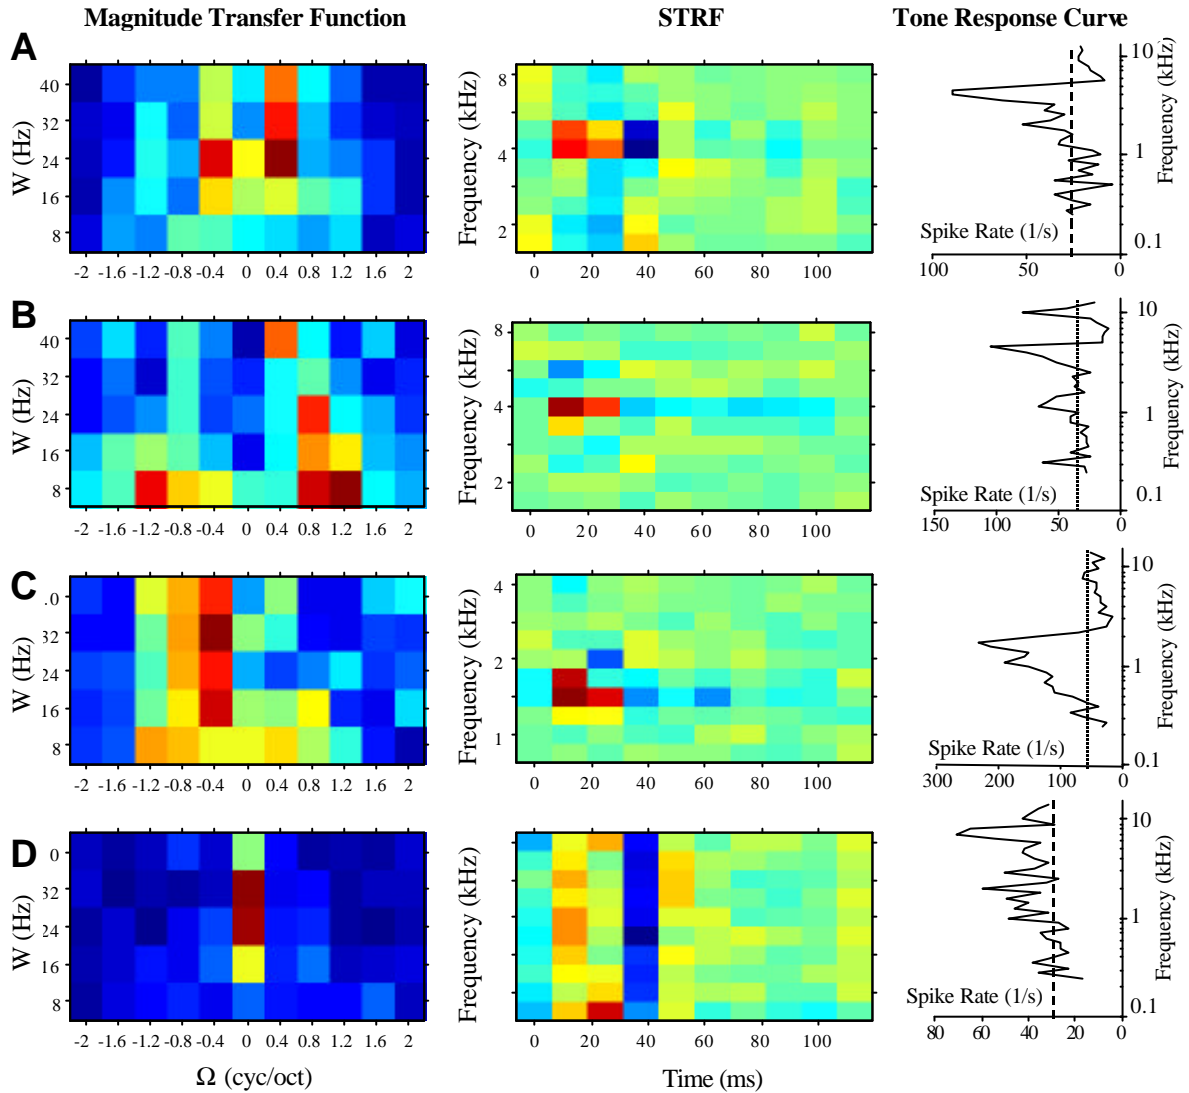 Magnitude Transfer Function STRF Tone Response Curve
A
W (Hz)
40
32
24
16
8
-2 -1.6 -1.2 -0.8 -0.4 0 0.4 0.8 1.2 1.6 2
Frequency (kHz)
8
4
2
0 20 40 60 80 100
10
1
0.1
Frequency (kHz)
Spike Rate (1/s)
100 50 0
B
W (Hz)
40
32
24
16
8
-2 -1.6 -1.2 -0.8 -0.4 0 0.4 0.8 1.2 1.6 2
Frequency (kHz)
8
4
2
0 20 40 60 80 100
10
1
0.1
Frequency (kHz)
Spike Rate (1/s)
150 100 50 0
C
W (Hz)
.0
32
24
16
8
-2 -1.6 -1.2 -0.8 -0.4 0 0.4 0.8 1.2 1.6 2
Frequency (kHz)
4
2
1
0 20 40 60 80 100
10
1
0.1
Frequency (kHz)
Spike Rate (1/s)
300 200 100 0
D
W (Hz)
0
32
24
16
8
-2 -1.6 -1.2 -0.8 -0.4 0 0.4 0.8 1.2 1.6 2
Ω (cyc/oct)
Frequency (kHz)
0 20 40 60 80 100
Time (ms)
10
1
0.1
Frequency (kHz)
Spike Rate (1/s)
80 60 40 20 0